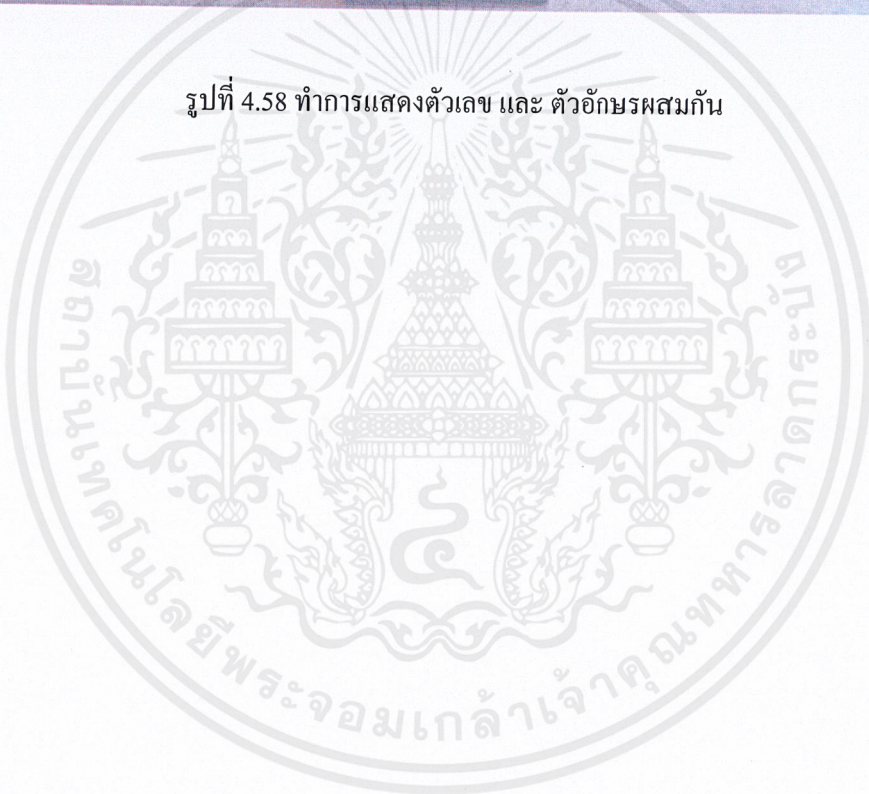 รูปที่ 4.58 ทำการแสดงตัวเลข และ ตัวอักษรผสมกัน
สถาบันเทคโนโลยีพระจอมเกล้าเจ้าคุณทหารลาดกระบัง